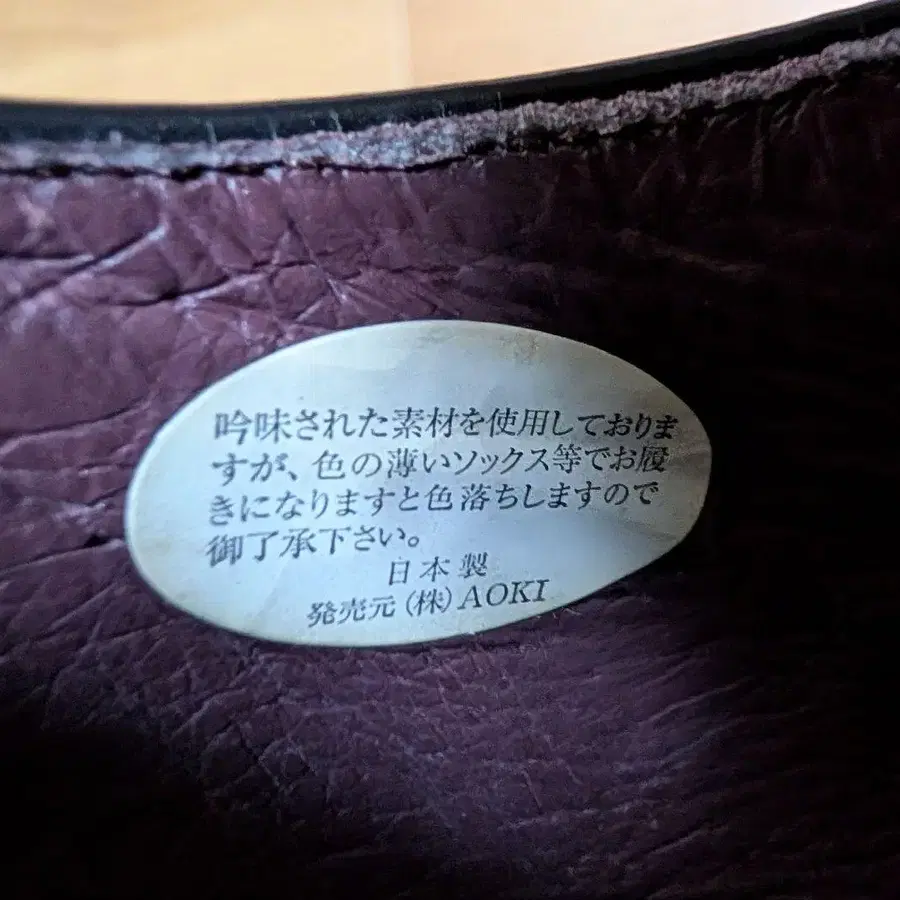 吟味された素材を使用しておりま
すが、色の薄いソックス等でお履
きになりますと色落ちしますので
御了承下さい。
日本製
発売元(株)AOKI